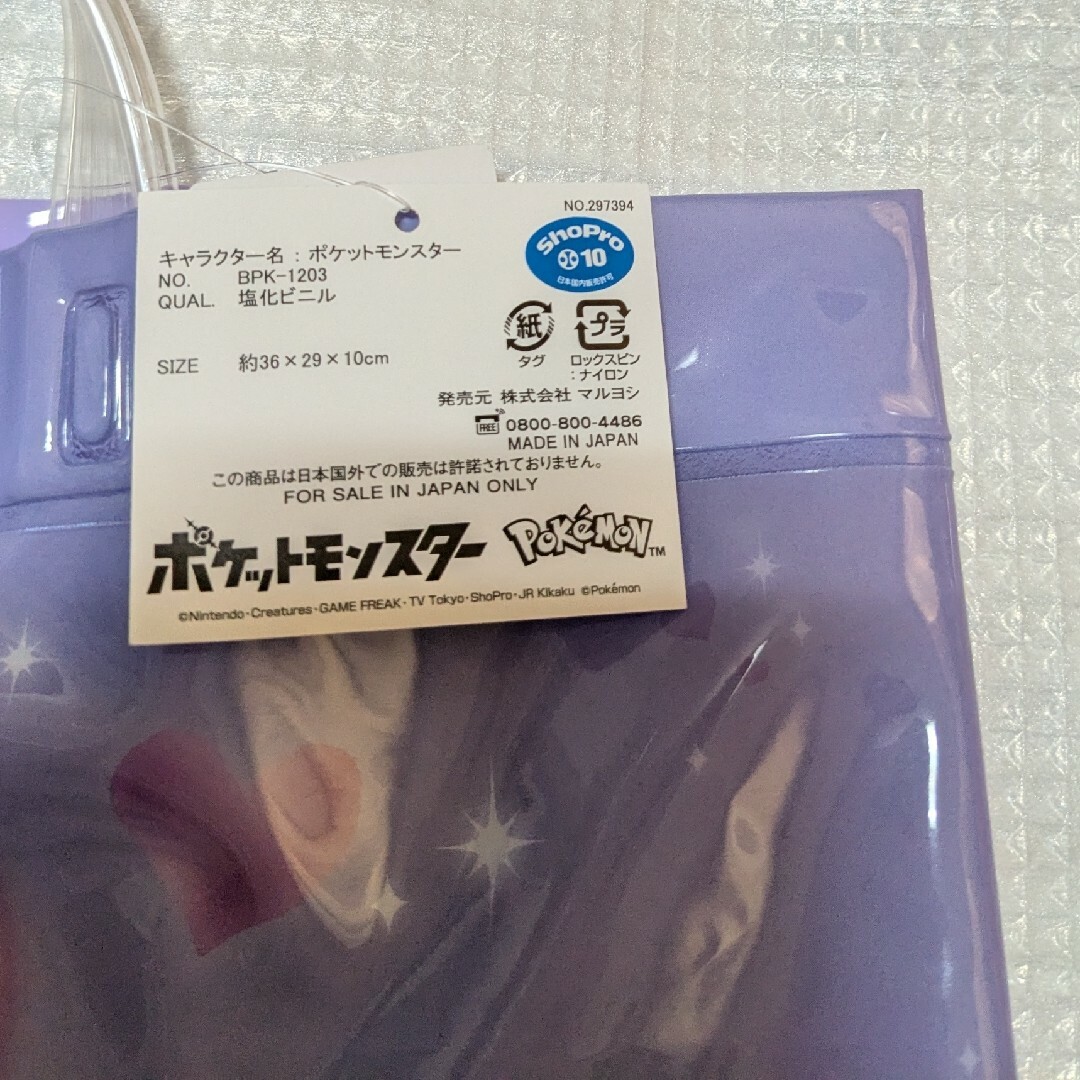 NO.297394
キャラクター名 : ポケットモンスター
NO. BPK-1203
QUAL. 塩化ビニル
ShoPro
10
日本国内販売許可
SIZE 約36×29×10cm
紙
タグ
プラ
ロックスピン
:ナイロン
発売元 株式会社 マルヨシ
FREE 0800-800-4486
MADE IN JAPAN
この商品は日本国外での販売は許諾されておりません。
FOR SALE IN JAPAN ONLY
ポケットモンスター POKéMON™
©Nintendo・Creatures・GAME FREAK・TV Tokyo・ShoPro・JR Kikaku ©Pokémon